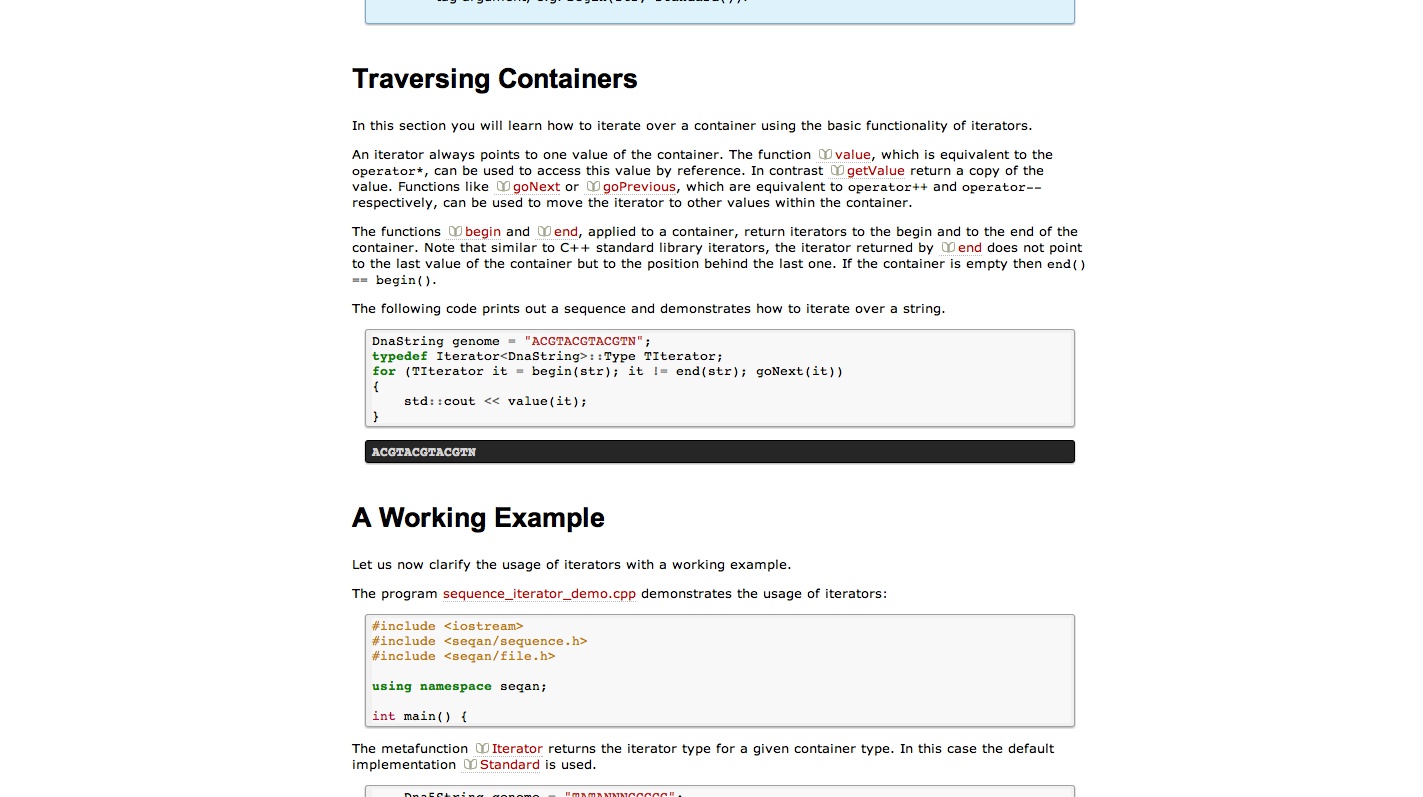 tag argument, e.g. begin(str, Standard()).
Traversing Containers
In this section you will learn how to iterate over a container using the basic functionality of iterators.
An iterator always points to one value of the container. The function value, which is equivalent to the
operator*, can be used to access this value by reference. In contrast getValue return a copy of the
value. Functions like goNext or goPrevious, which are equivalent to operator++ and operator--
respectively, can be used to move the iterator to other values within the container.
The functions begin and end, applied to a container, return iterators to the begin and to the end of the
container. Note that similar to C++ standard library iterators, the iterator returned by end does not point
to the last value of the container but to the position behind the last one. If the container is empty then end()
== begin().
The following code prints out a sequence and demonstrates how to iterate over a string.
DnaString genome = "ACGTACGTACGTN";
typedef Iterator<DnaString>::Type TIterator;
for (TIterator it = begin(str); it != end(str); goNext(it))
{
    std::cout << value(it);
}
ACGTACGTACGTN
A Working Example
Let us now clarify the usage of iterators with a working example.
The program sequence_iterator_demo.cpp demonstrates the usage of iterators:
#include <iostream>
#include <seqan/sequence.h>
#include <seqan/file.h>
using namespace seqan;
int main() {
The metafunction Iterator returns the iterator type for a given container type. In this case the default
implementation Standard is used.
Dna5String genome = "TATANNNGCGCG";